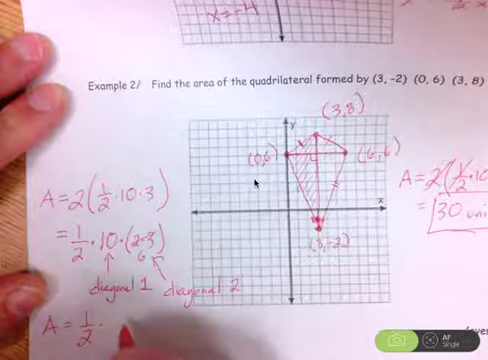 x = -4
Example 2/ Find the area of the quadrilateral formed by (3, -2) (0, 6) (3, 8)
(3,8)
y
(0,6)
(6,6)
x
(3,-2)
A = 2(1/2 · 10 · 3)
= 1/2 · 10 · (2·3)
6
diagonal 1 diagonal 2
A = 1/2 ·
A = 2(1/2 · 10
= 30 uni
AF
Single